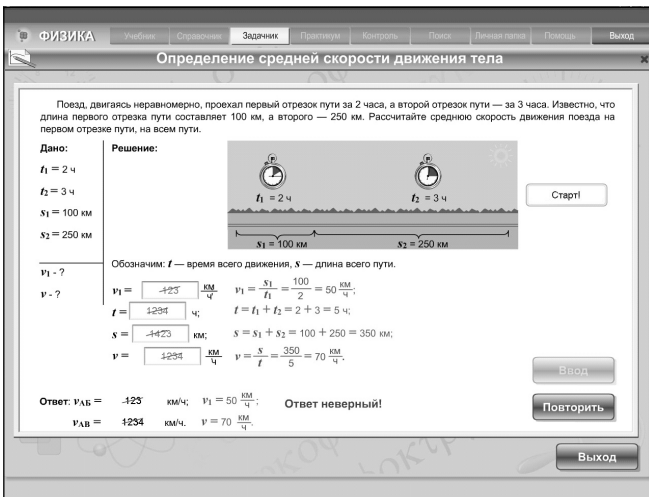 ФИЗИКА Учебник Справочник Задачник Практикум Контроль Поиск Личная папка Помощь Выход
Определение средней скорости движения тела
Поезд, двигаясь неравномерно, проехал первый отрезок пути за 2 часа, а второй отрезок пути — за 3 часа. Известно, что
длина первого отрезка пути составляет 100 км, а второго — 250 км. Рассчитайте среднюю скорость движения поезда на
первом отрезке пути, на всем пути.
Дано: Решение:
t1 = 2 ч
t2 = 3 ч
s1 = 100 км
s2 = 250 км
v1 - ?
v - ?
t1 = 2 ч t2 = 3 ч
s1 = 100 км s2 = 250 км
Старт!
Обозначим: t — время всего движения, s — длина всего пути.
v1 = 123 км/ч v1 = s1/t1 = 100/2 = 50 км/ч;
t = 1234 ч; t = t1 + t2 = 2 + 3 = 5 ч;
s = 1423 км; s = s1 + s2 = 100 + 250 = 350 км;
v = 1234 км/ч v = s/t = 350/5 = 70 км/ч.
Ввод
Ответ: vАБ = 123 км/ч; v1 = 50 км/ч; Ответ неверный!
vАВ = 1234 км/ч. v = 70 км/ч.
Повторить
Выход